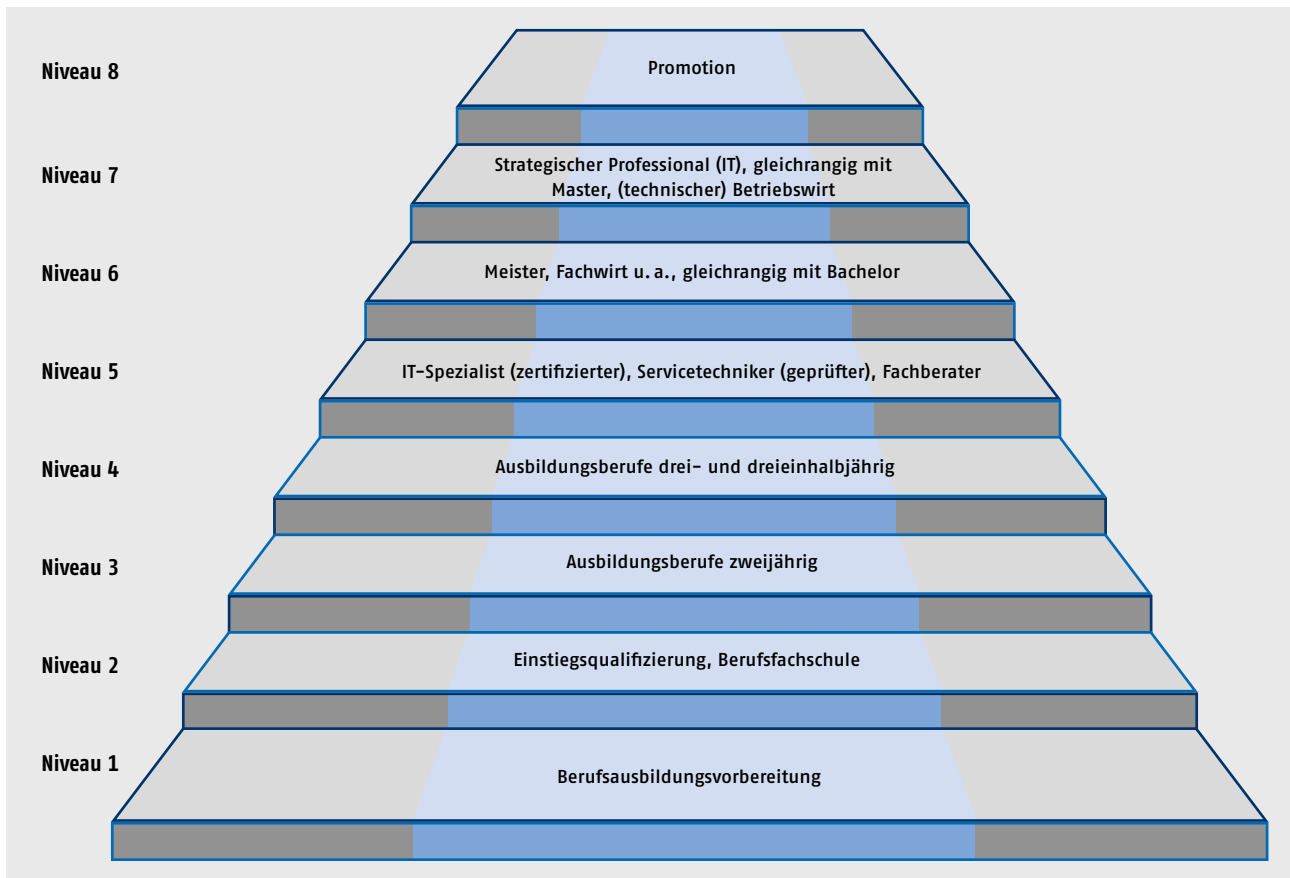 Niveau 8
Promotion
Niveau 7
Strategischer Professional (IT), gleichrangig mit
Master, (technischer) Betriebswirt
Niveau 6
Meister, Fachwirt u. a., gleichrangig mit Bachelor
Niveau 5
IT-Spezialist (zertifizierter), Servicetechniker (geprüfter), Fachberater
Niveau 4
Ausbildungsberufe drei- und dreieinhalbjährig
Niveau 3
Ausbildungsberufe zweijährig
Niveau 2
Einstiegsqualifizierung, Berufsfachschule
Niveau 1
Berufsausbildungsvorbereitung